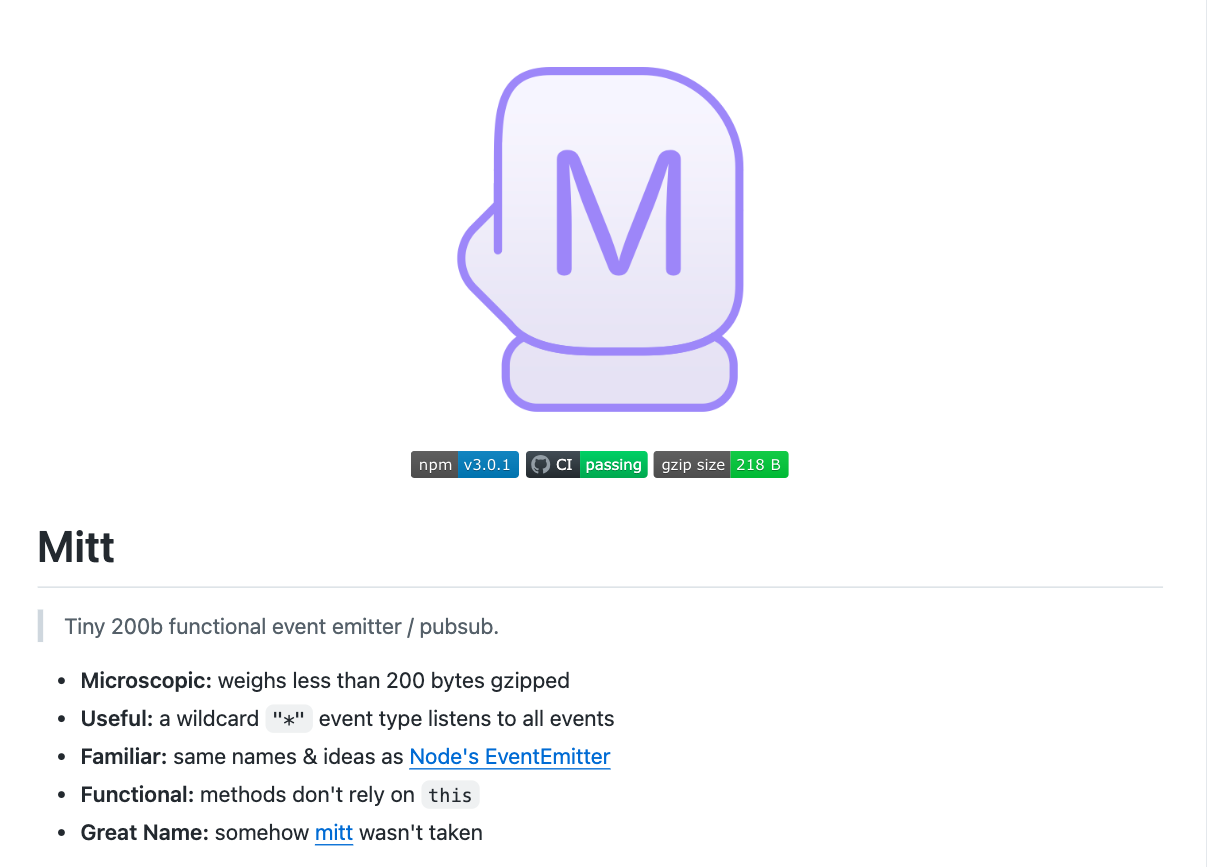 M
npm v3.0.1 CI passing gzip size 218 B
Mitt
Tiny 200b functional event emitter / pubsub.
• Microscopic: weighs less than 200 bytes gzipped
• Useful: a wildcard "*" event type listens to all events
• Familiar: same names & ideas as Node's EventEmitter
• Functional: methods don't rely on this
• Great Name: somehow mitt wasn't taken